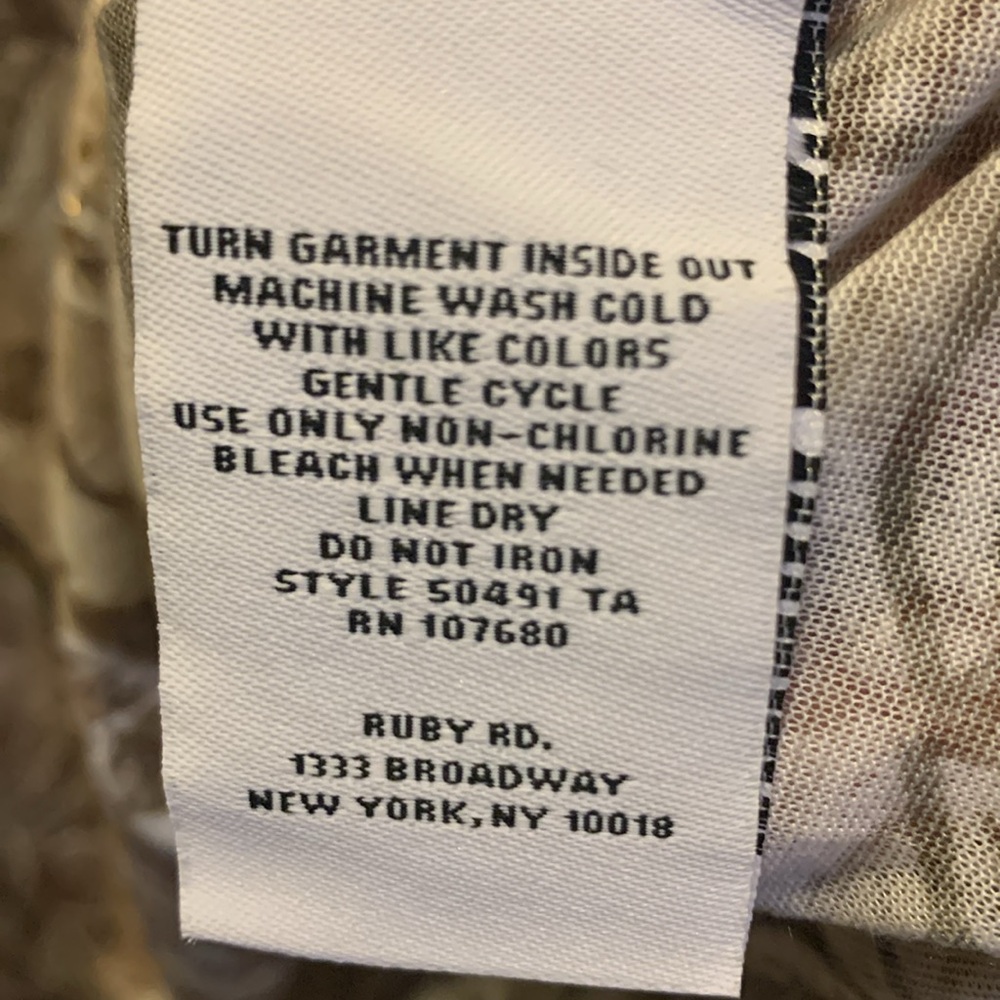 TURN GARMENT INSIDE OUT
MACHINE WASH COLD
WITH LIKE COLORS
GENTLE CYCLE
USE ONLY NON-CHLORINE
BLEACH WHEN NEEDED
LINE DRY
DO NOT IRON
STYLE 50491 TA
RN 107680
RUBY RD.
1333 BROADWAY
NEW YORK,NY 10018